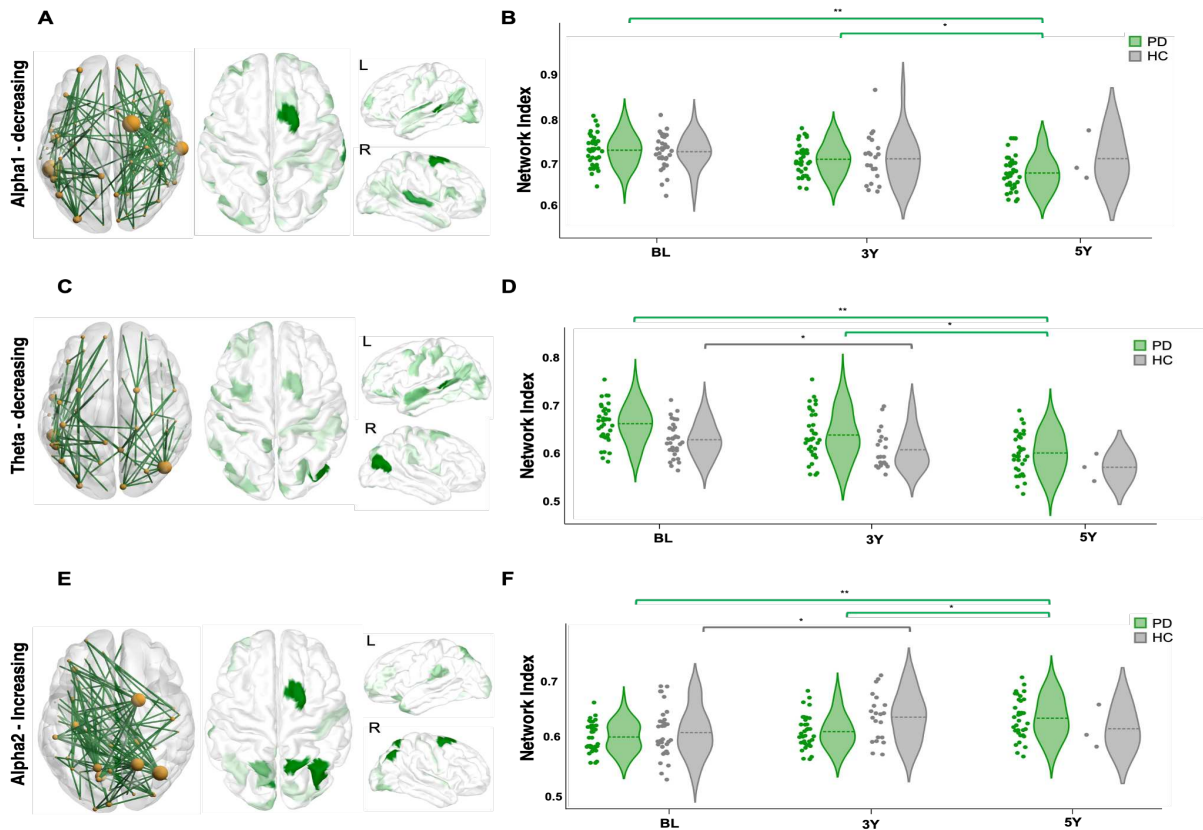 A
B
Alpha1 - decreasing
L
R
**
*
PD
HC
Network Index
0.9
0.8
0.7
0.6
BL
3Y
5Y
C
D
Theta - decreasing
L
R
**
*
*
PD
HC
Network Index
0.8
0.7
0.6
0.5
BL
3Y
5Y
E
F
Alpha2 - Increasing
L
R
**
*
*
PD
HC
Network Index
0.7
0.6
0.5
BL
3Y
5Y